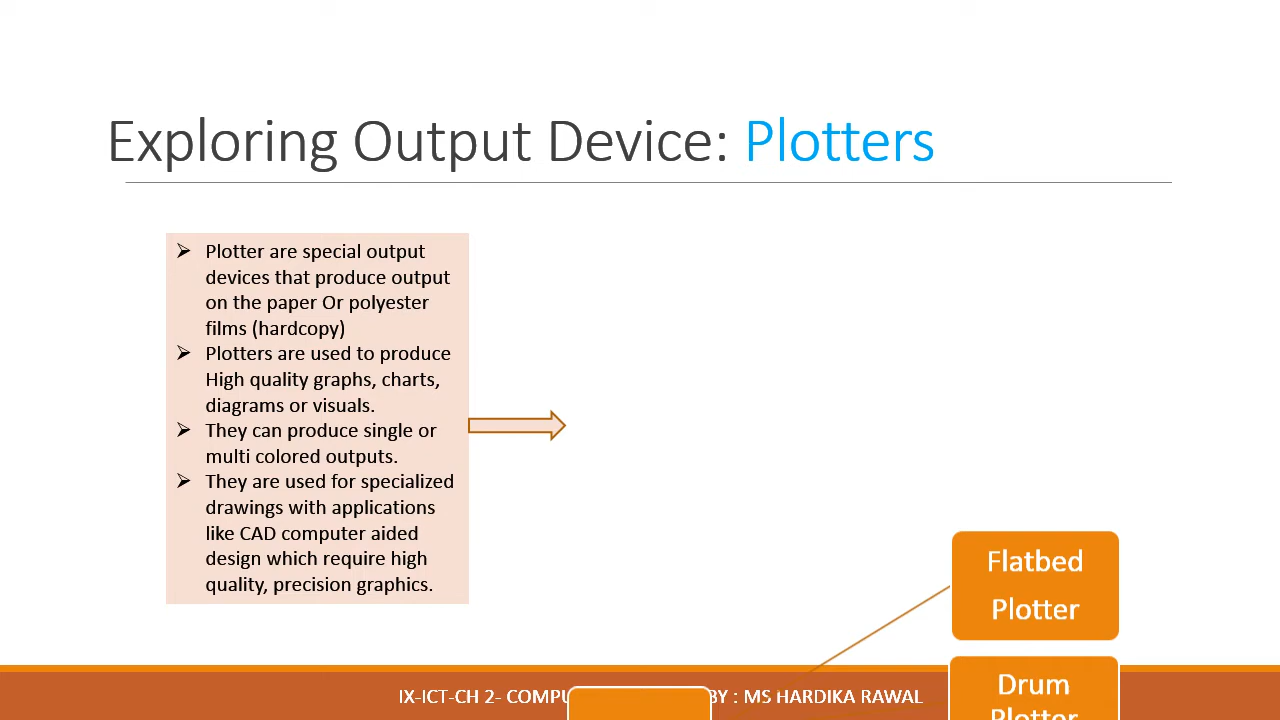 Exploring Output Device: Plotters
Plotter are special output
devices that produce output
on the paper Or polyester
films (hardcopy)
Plotters are used to produce
High quality graphs, charts,
diagrams or visuals.
They can produce single or
multi colored outputs.
They are used for specialized
drawings with applications
like CAD computer aided
design which require high
quality, precision graphics.
Flatbed
Plotter
Drum
Plotter
IX-ICT-CH 2- COMPU BY : MS HARDIKA RAWAL